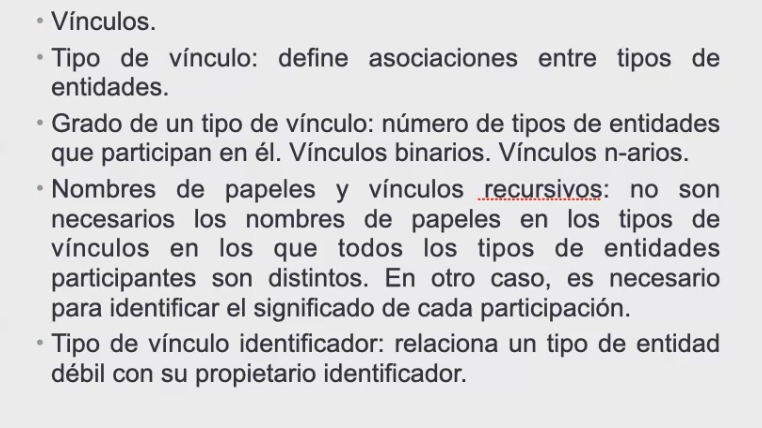 • Vínculos.
• Tipo de vínculo: define asociaciones entre tipos de
entidades.
• Grado de un tipo de vínculo: número de tipos de entidades
que participan en él. Vínculos binarios. Vínculos n-arios.
• Nombres de papeles y vínculos recursivos: no son
necesarios los nombres de papeles en los tipos de
vínculos en los que todos los tipos de entidades
participantes son distintos. En otro caso, es necesario
para identificar el significado de cada participación.
• Tipo de vínculo identificador: relaciona un tipo de entidad
débil con su propietario identificador.